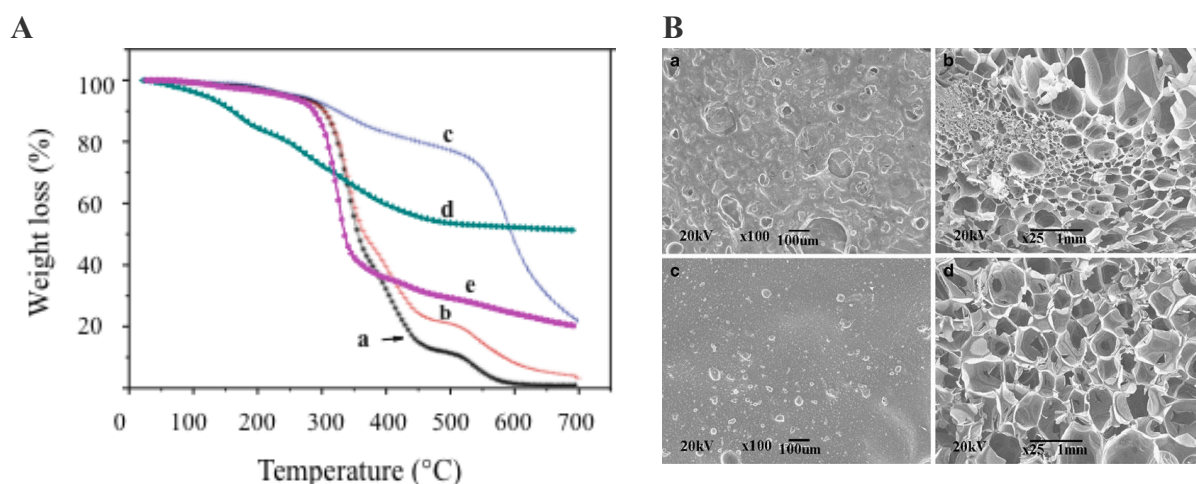 A
B
100
80
60
40
20
0 100 200 300 400 500 600 700
Weight loss (%)
Temperature (°C)
c
d
e
b
a
a
20kV x100 100um
b
20kV x25 1mm
c
20kV x100 100um
d
20kV x25 1mm